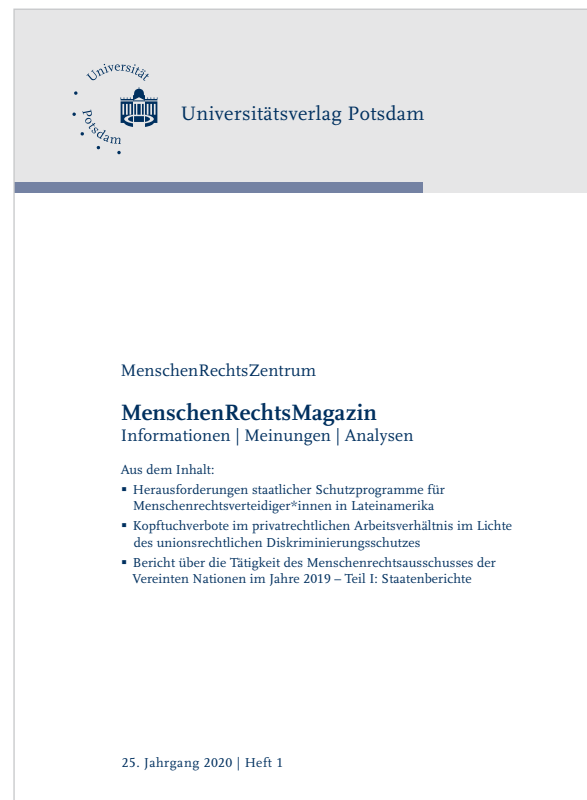 Universität
Potsdam
Universitätsverlag Potsdam
MenschenRechtsZentrum
MenschenRechtsMagazin
Informationen | Meinungen | Analysen
Aus dem Inhalt:
▪ Herausforderungen staatlicher Schutzprogramme für
Menschenrechtsverteidiger*innen in Lateinamerika
▪ Kopftuchverbote im privatrechtlichen Arbeitsverhältnis im Lichte
des unionsrechtlichen Diskriminierungsschutzes
▪ Bericht über die Tätigkeit des Menschenrechtsausschusses der
Vereinten Nationen im Jahre 2019 – Teil I: Staatenberichte
25. Jahrgang 2020 | Heft 1